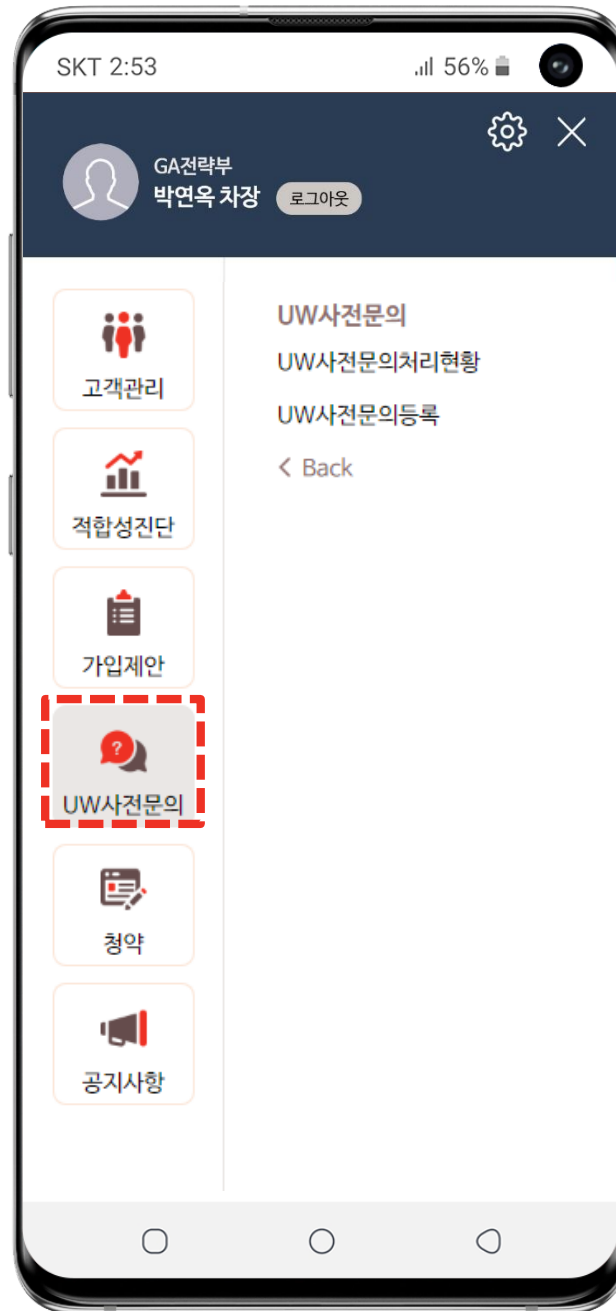 SKT 2:53
56%
GA전략부
박연옥 차장
로그아웃
고객관리
적합성진단
가입제안
?
UW사전문의
청약
공지사항
UW사전문의
UW사전문의처리현황
UW사전문의등록
< Back